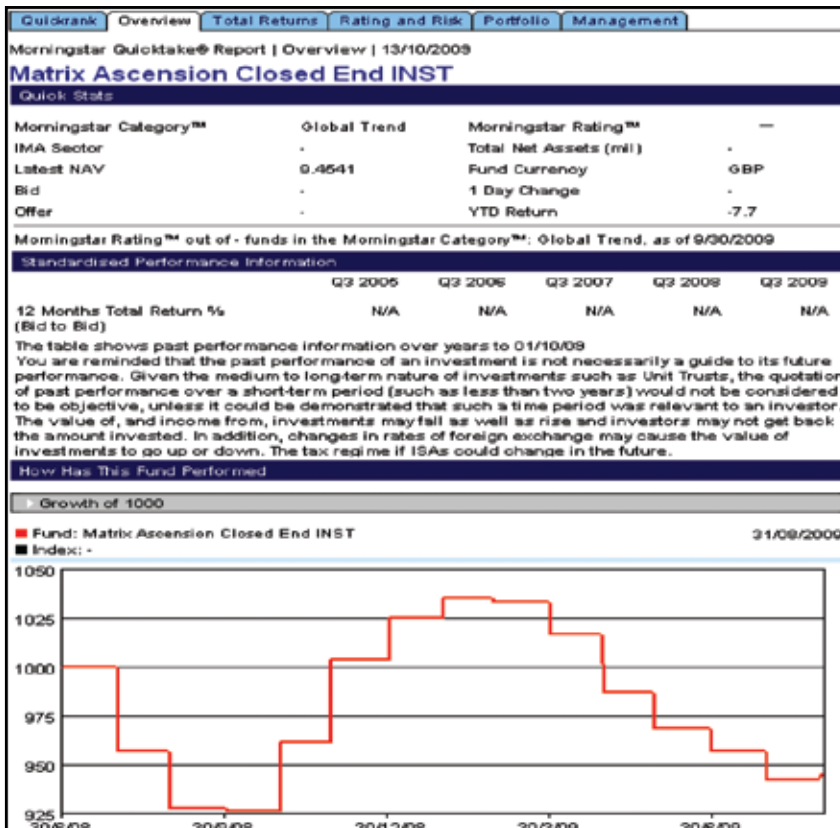 Quickrank Overview Total Returns Rating and Risk Portfolio Management
Morningstar Quicktake® Report | Overview | 13/10/2009
Matrix Ascension Closed End INST
Quick Stats
Morningstar Category™ Global Trend Morningstar Rating™ —
IMA Sector - Total Net Assets (mil) -
Latest NAV 9.4541 Fund Currency GBP
Bid - 1 Day Change -
Offer - YTD Return -7.7
Morningstar Rating™ out of - funds in the Morningstar Category™: Global Trend, as of 9/30/2009
Standardised Performance Information
Q3 2005 Q3 2006 Q3 2007 Q3 2008 Q3 2009
12 Months Total Return % N/A N/A N/A N/A N/A
(Bid to Bid)
The table shows past performance information over years to 01/10/09
You are reminded that the past performance of an investment is not necessarily a guide to its future
performance. Given the medium to long-term nature of investments such as Unit Trusts, the quotation
of past performance over a short-term period (such as less than two years) would not be considered
to be objective, unless it could be demonstrated that such a time period was relevant to an investor.
The value of, and income from, investments may fall as well as rise and investors may not get back
the amount invested. In addition, changes in rates of foreign exchange may cause the value of
investments to go up or down. The tax regime if ISAs could change in the future.
How Has This Fund Performed
Growth of 1000
Fund: Matrix Ascension Closed End INST 31/08/2009
Index: -
1050
1025
1000
975
950
925